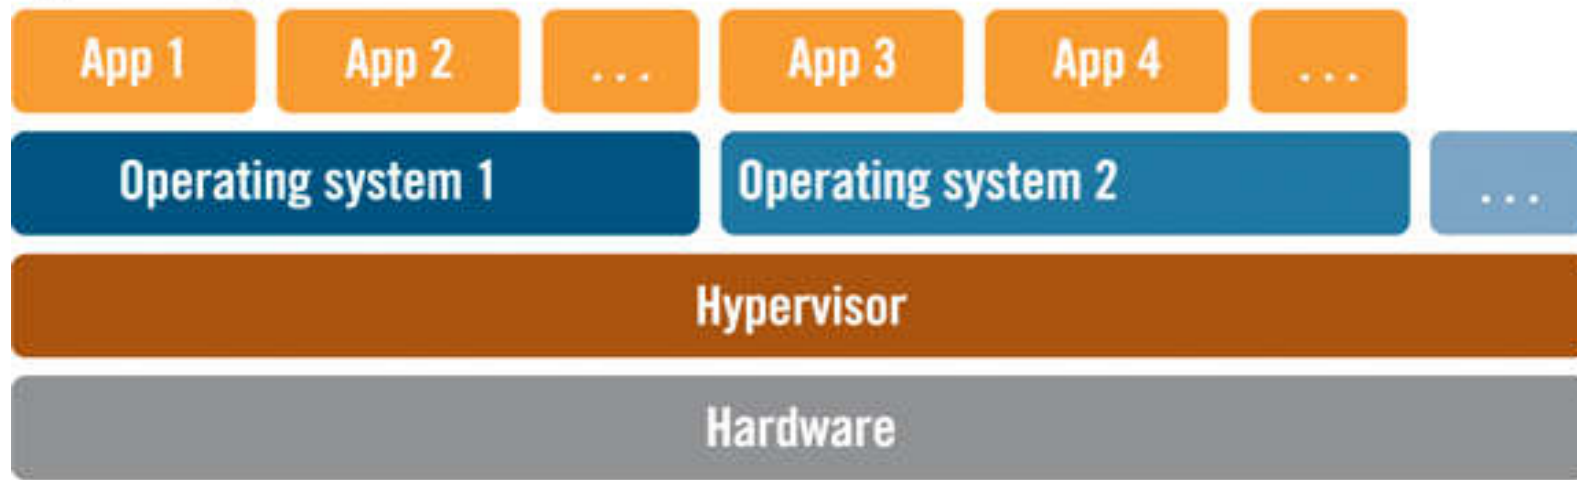 App 1 App 2 ... App 3 App 4 ...
Operating system 1 Operating system 2 ...
Hypervisor
Hardware